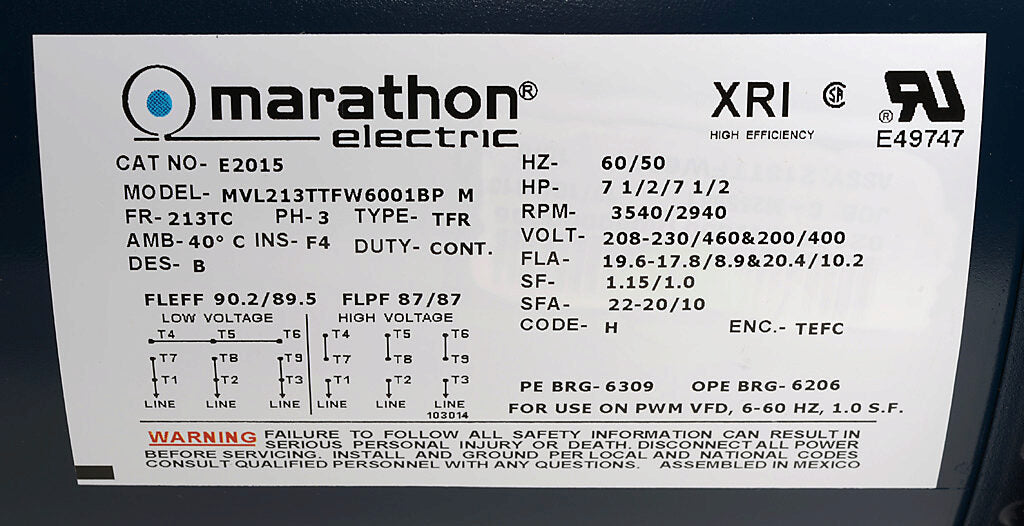 marathon®
electric
XRI
HIGH EFFICIENCY
SA
®RU
E49747
CAT NO- E2015
MODEL- MVL213TTFW6001BP M
FR- 213TC PH- 3 TYPE- TFR
AMB- 40° C INS- F4 DUTY- CONT.
DES- B
HZ- 60/50
HP- 7 1/2/7 1/2
RPM- 3540/2940
VOLT- 208-230/460&200/400
FLA- 19.6-17.8/8.9&20.4/10.2
SF- 1.15/1.0
SFA- 22-20/10
CODE- H ENC.- TEFC
FLEFF 90.2/89.5 FLPF 87/87
LOW VOLTAGE
T4 T5 T6
T7 T8 T9
T1 T2 T3
LINE LINE LINE
HIGH VOLTAGE
T4 T5 T6
T7 T8 T9
T1 T2 T3
LINE LINE LINE
103014
PE BRG- 6309 OPE BRG- 6206
FOR USE ON PWM VFD, 6-60 HZ, 1.0 S.F.
WARNING FAILURE TO FOLLOW ALL SAFETY INFORMATION CAN RESULT IN
SERIOUS PERSONAL INJURY OR DEATH. DISCONNECT ALL POWER
BEFORE SERVICING. INSTALL AND GROUND PER LOCAL AND NATIONAL CODES
CONSULT QUALIFIED PERSONNEL WITH ANY QUESTIONS. ASSEMBLED IN MEXICO